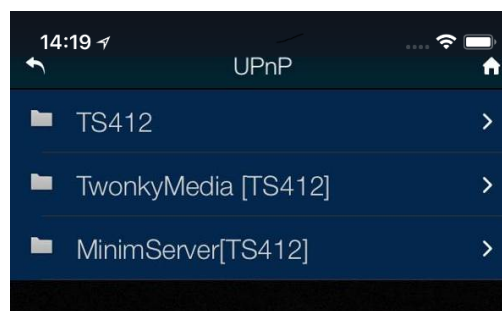 14:19
UPnP
TS412
TwonkyMedia [TS412]
MinimServer[TS412]